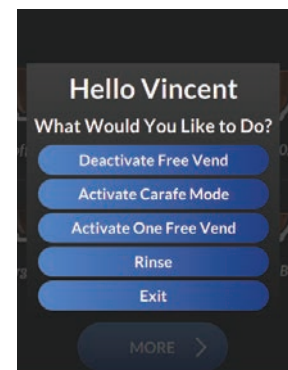 Hello Vincent
What Would You Like to Do?
Deactivate Free Vend
Activate Carafe Mode
Activate One Free Vend
Rinse
Exit
MORE